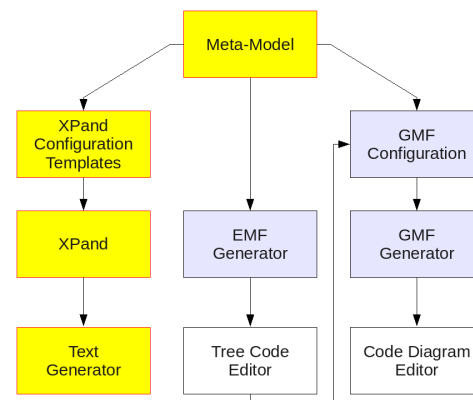 Meta-Model
XPand
Configuration
Templates
GMF
Configuration
XPand
EMF
Generator
GMF
Generator
Text
Generator
Tree Code
Editor
Code Diagram
Editor